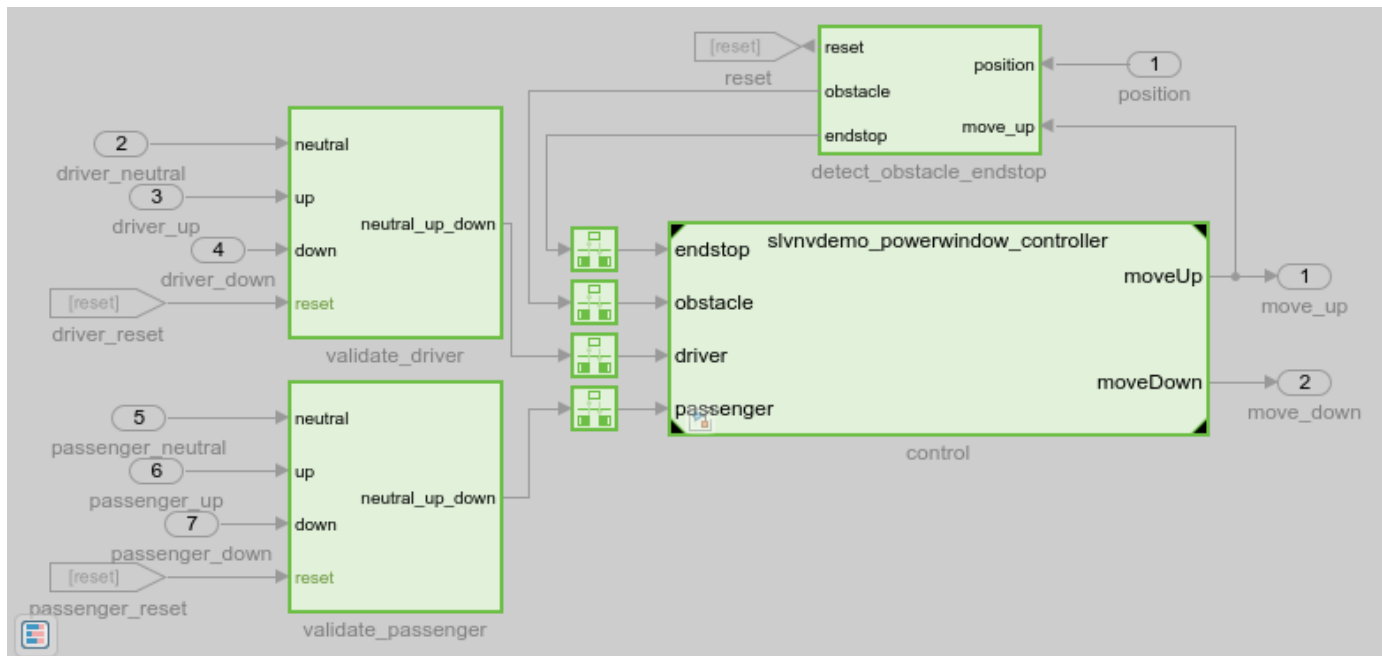 [reset]
reset
reset
position
obstacle
move_up
endstop
detect_obstacle_endstop
1
position
2
driver_neutral
3
driver_up
4
driver_down
[reset]
driver_reset
neutral
up
neutral_up_down
down
reset
validate_driver
slvnvdemo_powerwindow_controller
endstop
moveUp
obstacle
driver
moveDown
passenger
control
1
move_up
2
move_down
5
passenger_neutral
6
passenger_up
7
passenger_down
[reset]
passenger_reset
neutral
up
neutral_up_down
down
reset
validate_passenger